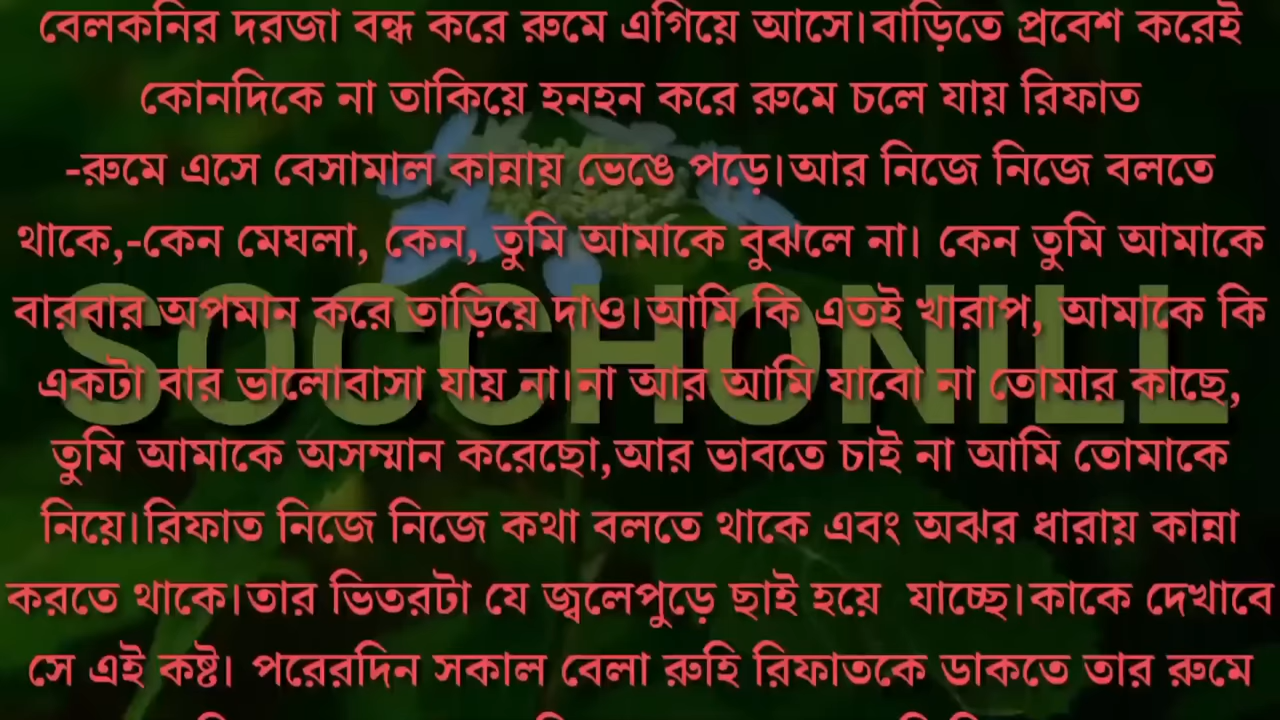 বেলকনির দরজা বন্ধ করে রুমে এগিয়ে আসে।বাড়িতে প্রবেশ করেই
কোনদিকে না তাকিয়ে হনহন করে রুমে চলে যায় রিফাত
-রুমে এসে বেসামাল কান্নায় ভেঙে পড়ে।আর নিজে নিজে বলতে
থাকে,-কেন মেঘলা, কেন, তুমি আমাকে বুঝলে না। কেন তুমি আমাকে
বারবার অপমান করে তাড়িয়ে দাও।আমি কি এতই খারাপ, আমাকে কি
একটা বার ভালোবাসা যায় না।না আর আমি যাবো না তোমার কাছে,
তুমি আমাকে অসম্মান করেছো,আর ভাবতে চাই না আমি তোমাকে
নিয়ে।রিফাত নিজে নিজে কথা বলতে থাকে এবং অঝর ধারায় কান্না
করতে থাকে।তার ভিতরটা যে জ্বলেপুড়ে ছাই হয়ে  যাচ্ছে।কাকে দেখাবে
সে এই কষ্ট। পরেরদিন সকাল বেলা রুহি রিফাতকে ডাকতে তার রুমে
SOCCHONILL